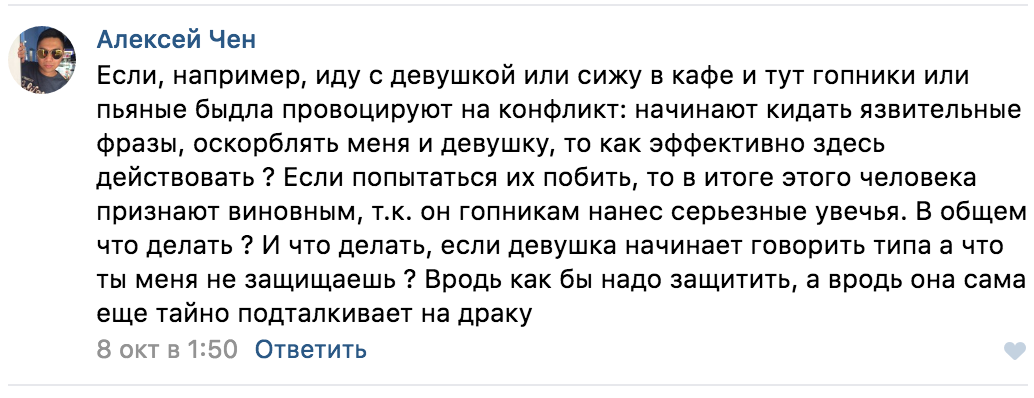 Алексей Чен
Если, например, иду с девушкой или сижу в кафе и тут гопники или
пьяные быдла провоцируют на конфликт: начинают кидать язвительные
фразы, оскорблять меня и девушку, то как эффективно здесь
действовать ? Если попытаться их побить, то в итоге этого человека
признают виновным, т.к. он гопникам нанес серьезные увечья. В общем
что делать ? И что делать, если девушка начинает говорить типа а что
ты меня не защищаешь ? Вродь как бы надо защитить, а вродь она сама
еще тайно подталкивает на драку
8 окт в 1:50 Ответить